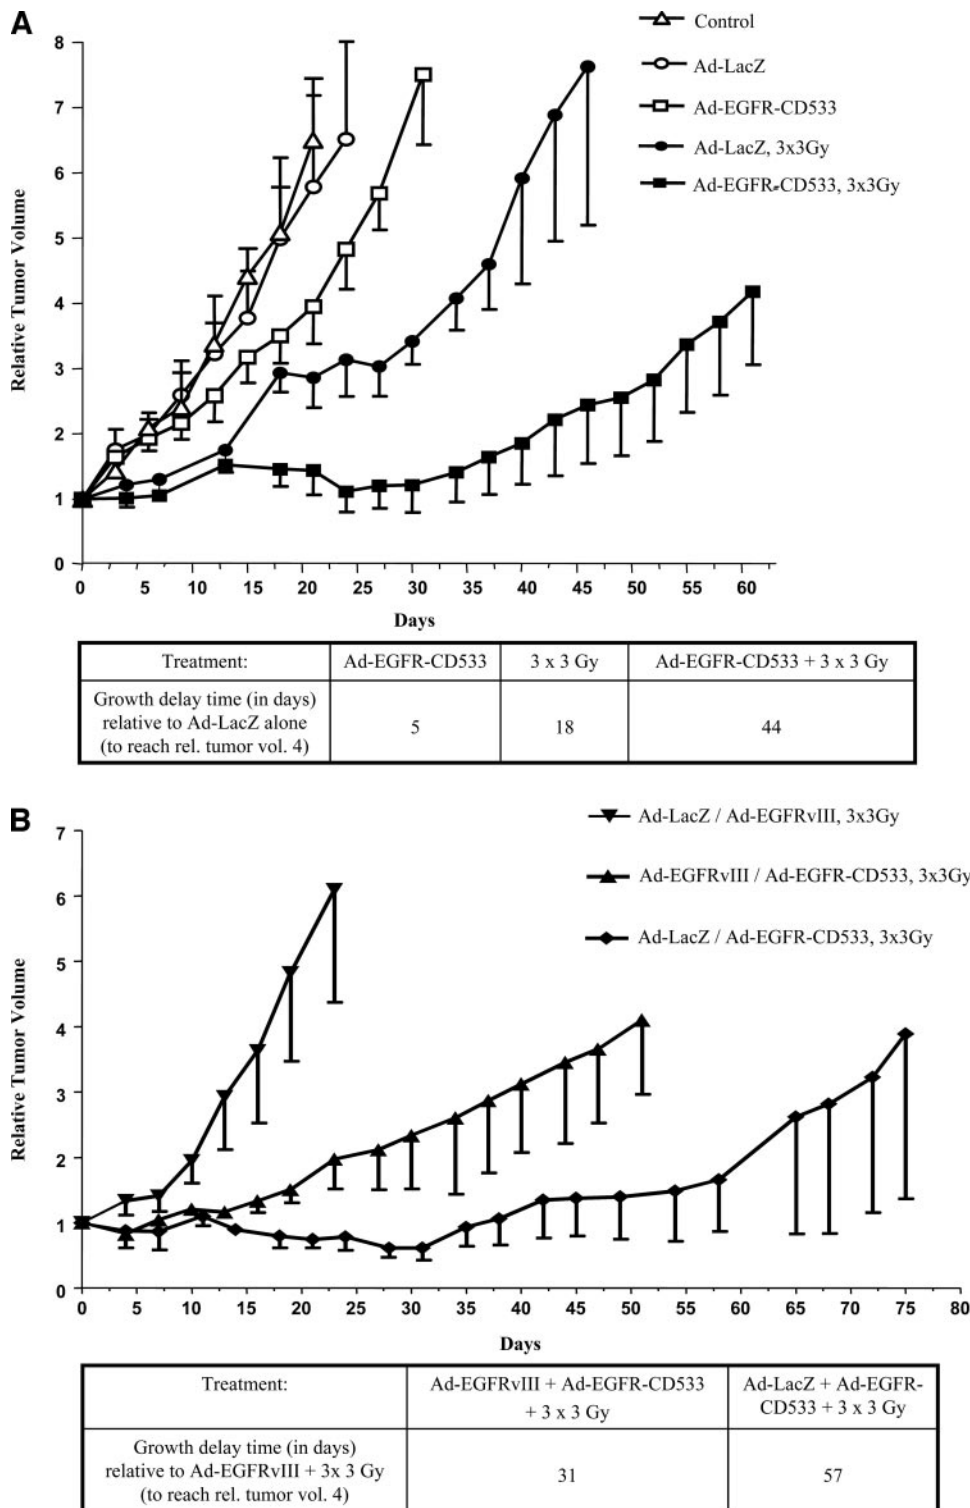 A
Control
Ad-LacZ
Ad-EGFR-CD533
Ad-LacZ, 3x3Gy
Ad-EGFR-CD533, 3x3Gy
Relative Tumor Volume
8
7
6
5
4
3
2
1
0
0 5 10 15 20 25 30 35 40 45 50 55 60
Days
Treatment: Ad-EGFR-CD533 3 x 3 Gy Ad-EGFR-CD533 + 3 x 3 Gy
Growth delay time (in days)
relative to Ad-LacZ alone
(to reach rel. tumor vol. 4)
5 18 44
B
Ad-LacZ / Ad-EGFRvIII, 3x3Gy
Ad-EGFRvIII / Ad-EGFR-CD533, 3x3Gy
Ad-LacZ / Ad-EGFR-CD533, 3x3Gy
Relative Tumor Volume
7
6
5
4
3
2
1
0
0 5 10 15 20 25 30 35 40 45 50 55 60 65 70 75 80
Days
Treatment:
Ad-EGFRvIII + Ad-EGFR-CD533
+ 3 x 3 Gy
Ad-LacZ + Ad-EGFR-
CD533 + 3 x 3 Gy
Growth delay time (in days)
relative to Ad-EGFRvIII + 3x 3 Gy
(to reach rel. tumor vol. 4)
31 57